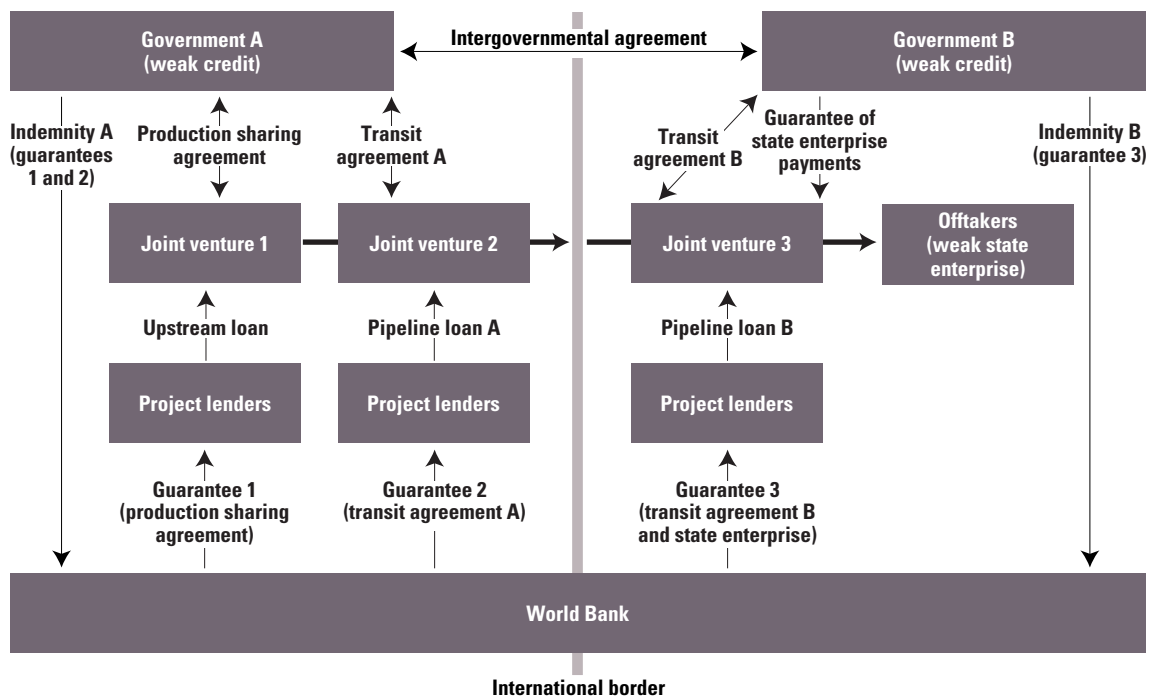 Government A
(weak credit)
Intergovernmental agreement
Government B
(weak credit)
Indemnity A
(guarantees
1 and 2)
Production sharing
agreement
Transit
agreement A
Transit
agreement B
Guarantee of
state enterprise
payments
Indemnity B
(guarantee 3)
Joint venture 1
Joint venture 2
Joint venture 3
Offtakers
(weak state
enterprise)
Upstream loan
Pipeline loan A
Pipeline loan B
Project lenders
Project lenders
Project lenders
Guarantee 1
(production sharing
agreement)
Guarantee 2
(transit agreement A)
Guarantee 3
(transit agreement B
and state enterprise)
World Bank
International border